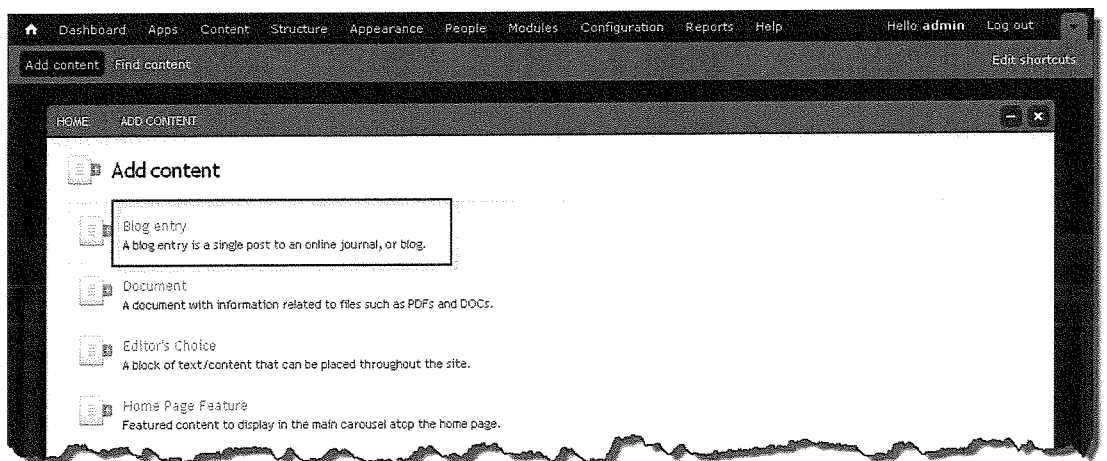 Dashboard Apps Content Structure Appearance People Modules Configuration Reports Help Hello admin Log out
Add content Find content Edit shortcuts
HOME ADD CONTENT
Add content
Blog entry
A blog entry is a single post to an online journal, or blog.
Document
A document with information related to files such as PDFs and DOCs.
Editor's Choice
A block of text/content that can be placed throughout the site.
Home Page Feature
Featured content to display in the main carousel atop the home page.